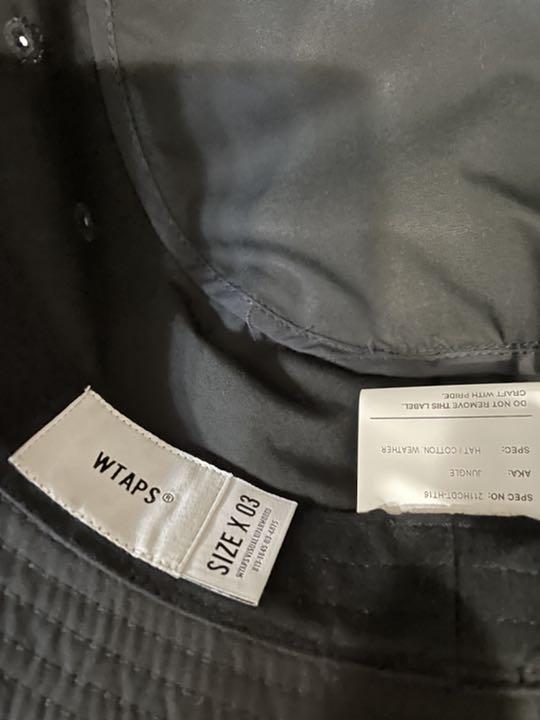 WTAPS®
SIZE X 03
WTAPSVISUALUPARMORED
SPEC NO: 211HCDT-HT16
AKA: JUNGLE
SPEC: HAT / COTTON. WEATHER
DO NOT REMOVE THIS LABEL.
CRAFT WITH PRIDE.